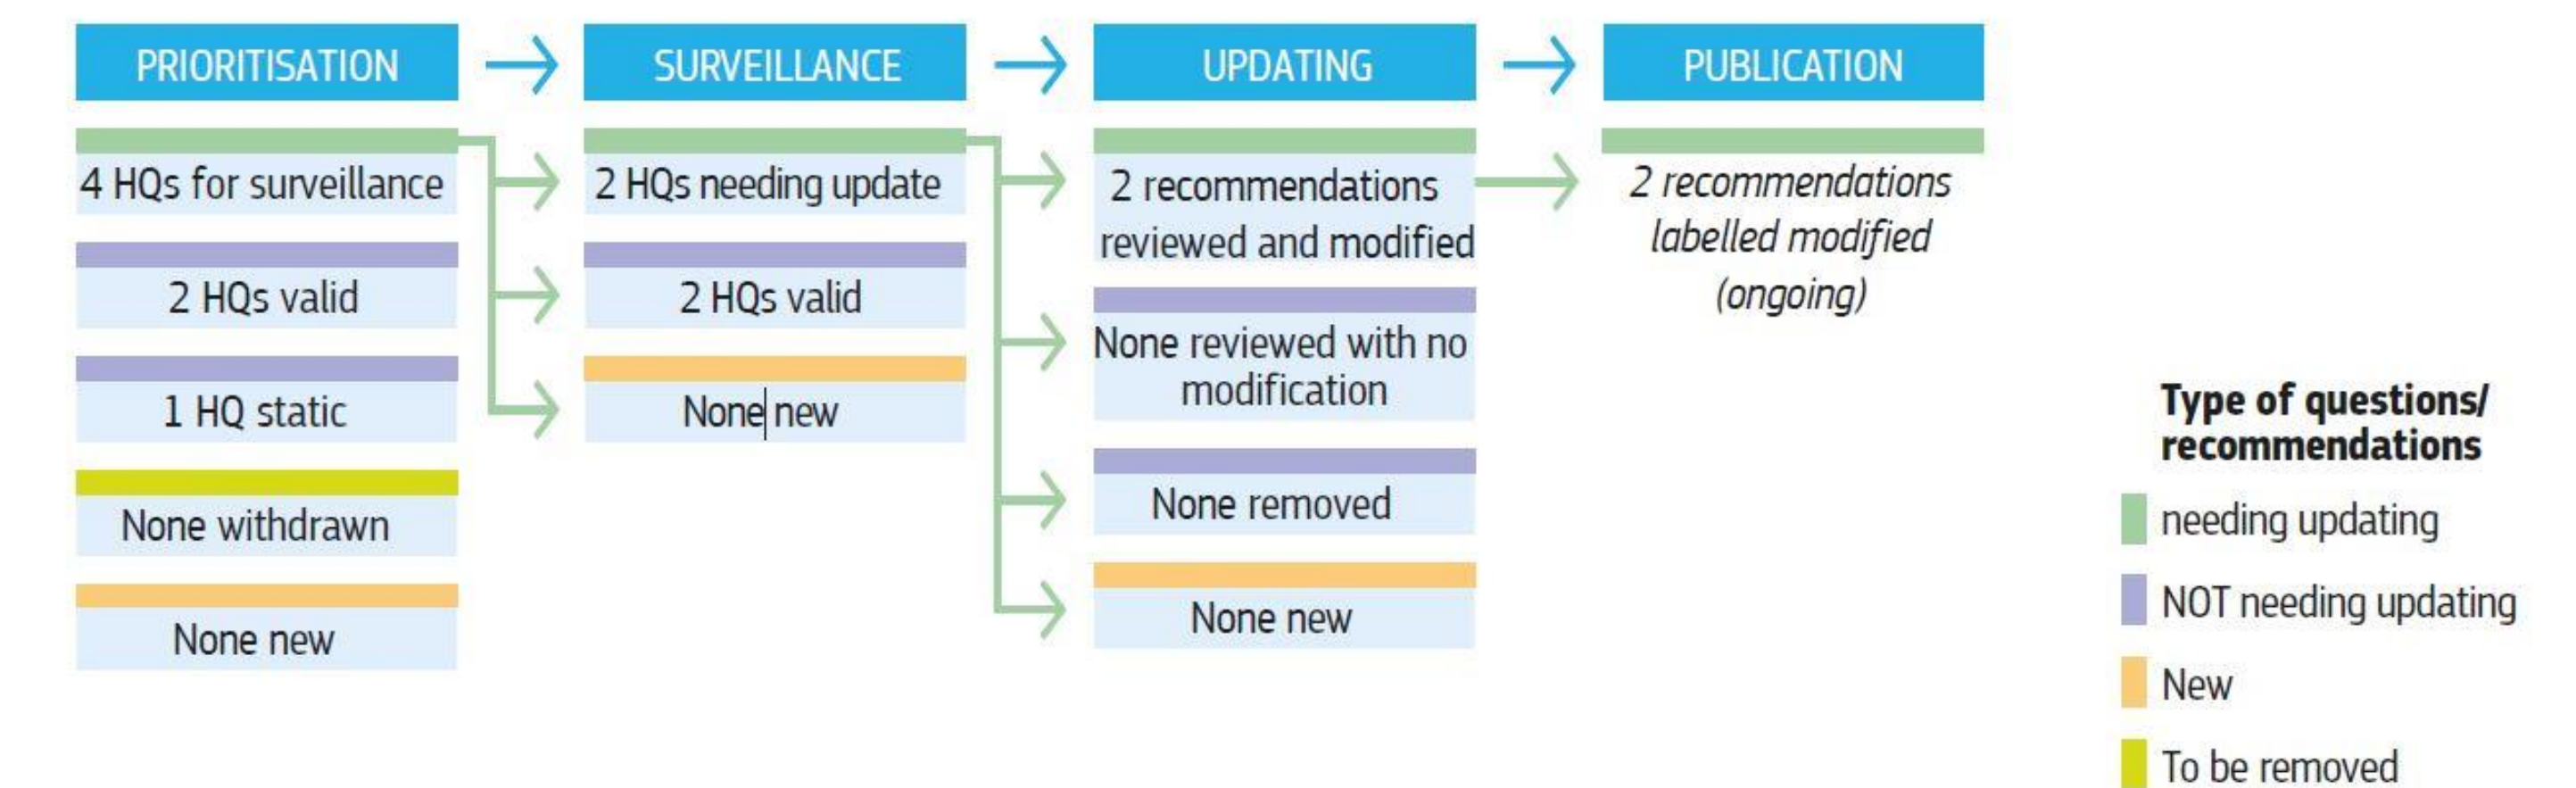 PRIORITISATION
SURVEILLANCE
UPDATING
PUBLICATION
4 HQs for surveillance
2 HQs valid
1 HQ static
None withdrawn
None new
2 HQs needing update
2 HQs valid
None new
2 recommendations
reviewed and modified
None reviewed with no
modification
None removed
None new
2 recommendations
labelled modified
(ongoing)
Type of questions/
recommendations
needing updating
NOT needing updating
New
To be removed